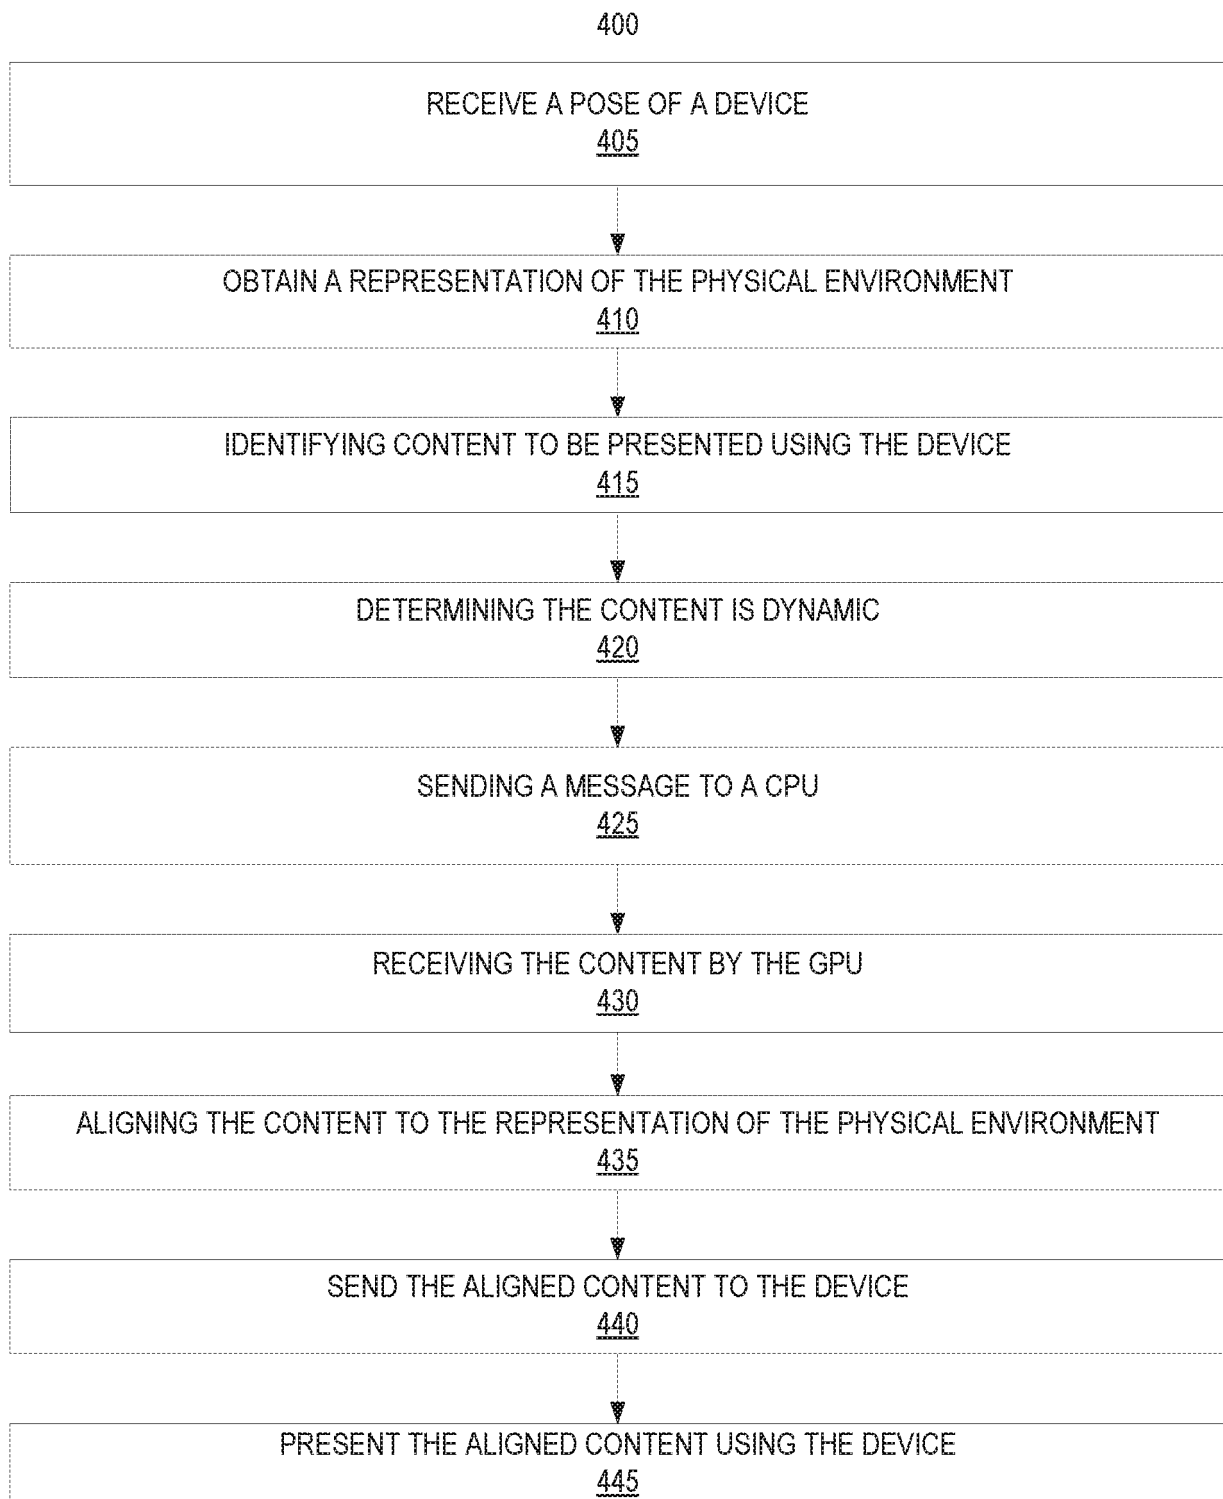 400
RECEIVE A POSE OF A DEVICE
405
OBTAIN A REPRESENTATION OF THE PHYSICAL ENVIRONMENT
410
IDENTIFYING CONTENT TO BE PRESENTED USING THE DEVICE
415
DETERMINING THE CONTENT IS DYNAMIC
420
SENDING A MESSAGE TO A CPU
425
RECEIVING THE CONTENT BY THE GPU
430
ALIGNING THE CONTENT TO THE REPRESENTATION OF THE PHYSICAL ENVIRONMENT
435
SEND THE ALIGNED CONTENT TO THE DEVICE
440
PRESENT THE ALIGNED CONTENT USING THE DEVICE
445